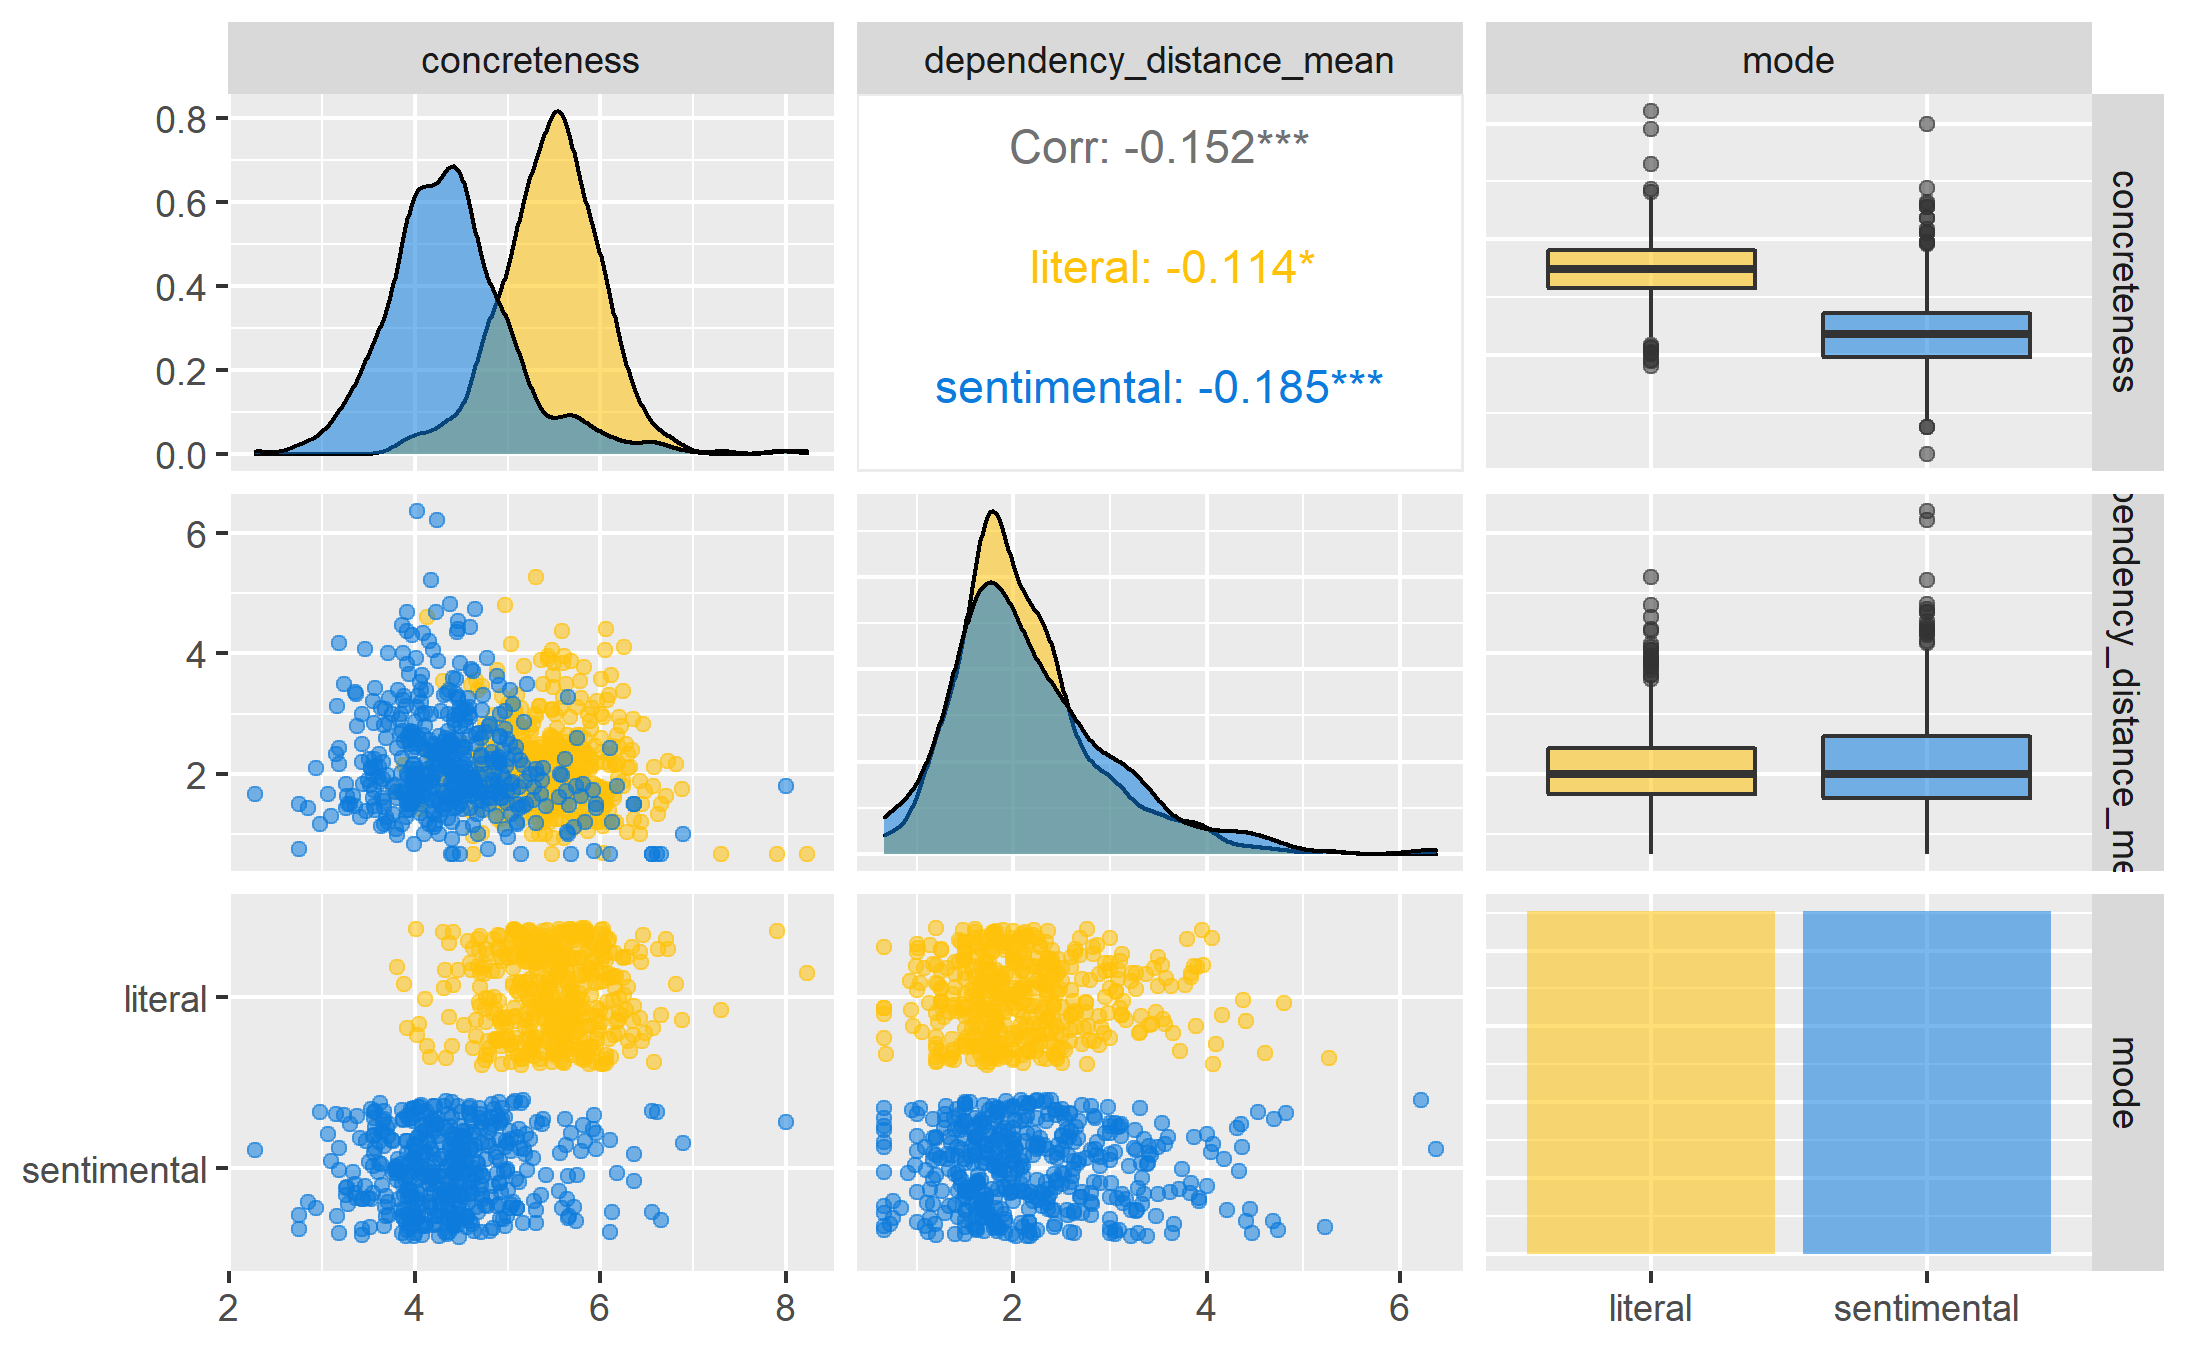 concreteness
dependency_distance_mean
mode
0.8
0.6
0.4
0.2
0.0
Corr: -0.152***
literal: -0.114*
sentimental: -0.185***
concreteness
6
4
2
pendency_distance_me
literal
sentimental
mode
2
4
6
8
2
4
6
literal
sentimental